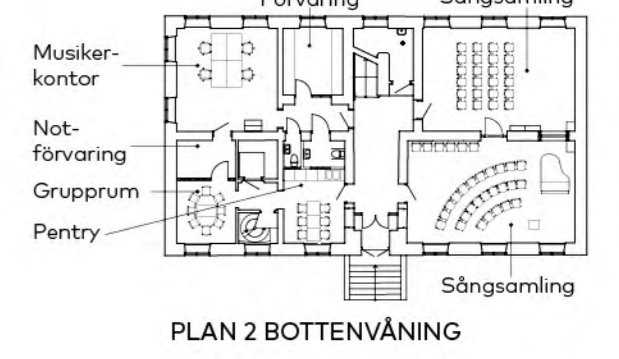 Förvaring
Sångsamling
Musiker-
kontor
Not-
förvaring
Grupprum
Pentry
Sångsamling
PLAN 2 BOTTENVÅNING